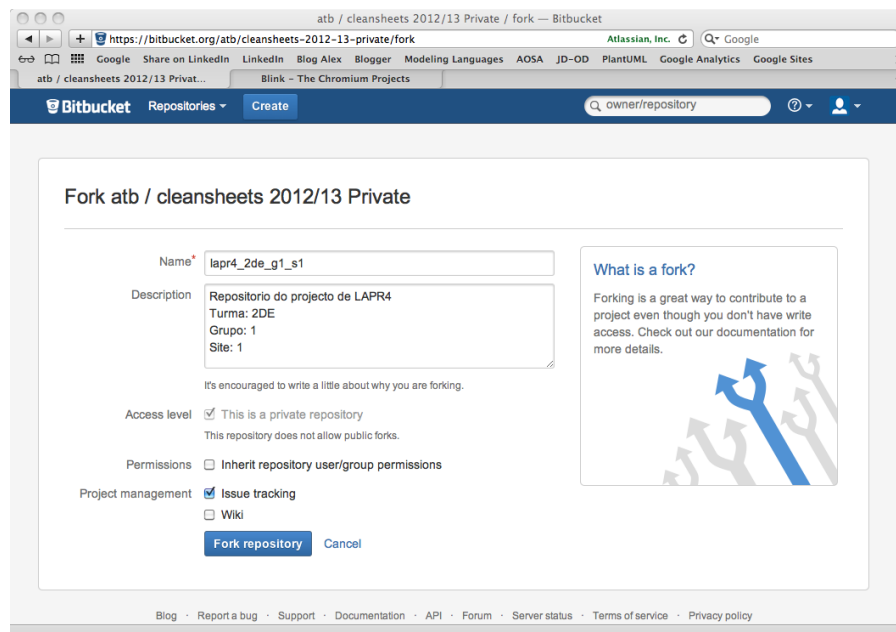 atb / cleansheets 2012/13 Private / fork — Bitbucket
https://bitbucket.org/atb/cleansheets-2012-13-private/fork Atlassian, Inc. Google
Google Share on LinkedIn LinkedIn Blog Alex Blogger Modeling Languages AOSA JD-OD PlantUML Google Analytics Google Sites
atb / cleansheets 2012/13 Privat... Blink - The Chromium Projects
Bitbucket Repositories Create owner/repository
Fork atb / cleansheets 2012/13 Private
Name* lapr4_2de_g1_s1
Description Repositorio do projecto de LAPR4
Turma: 2DE
Grupo: 1
Site: 1
It's encouraged to write a little about why you are forking.
Access level This is a private repository
This repository does not allow public forks.
Permissions Inherit repository user/group permissions
Project management Issue tracking
Wiki
Fork repository Cancel
What is a fork?
Forking is a great way to contribute to a
project even though you don't have write
access. Check out our documentation for
more details.
Blog · Report a bug · Support · Documentation · API · Forum · Server status · Terms of service · Privacy policy